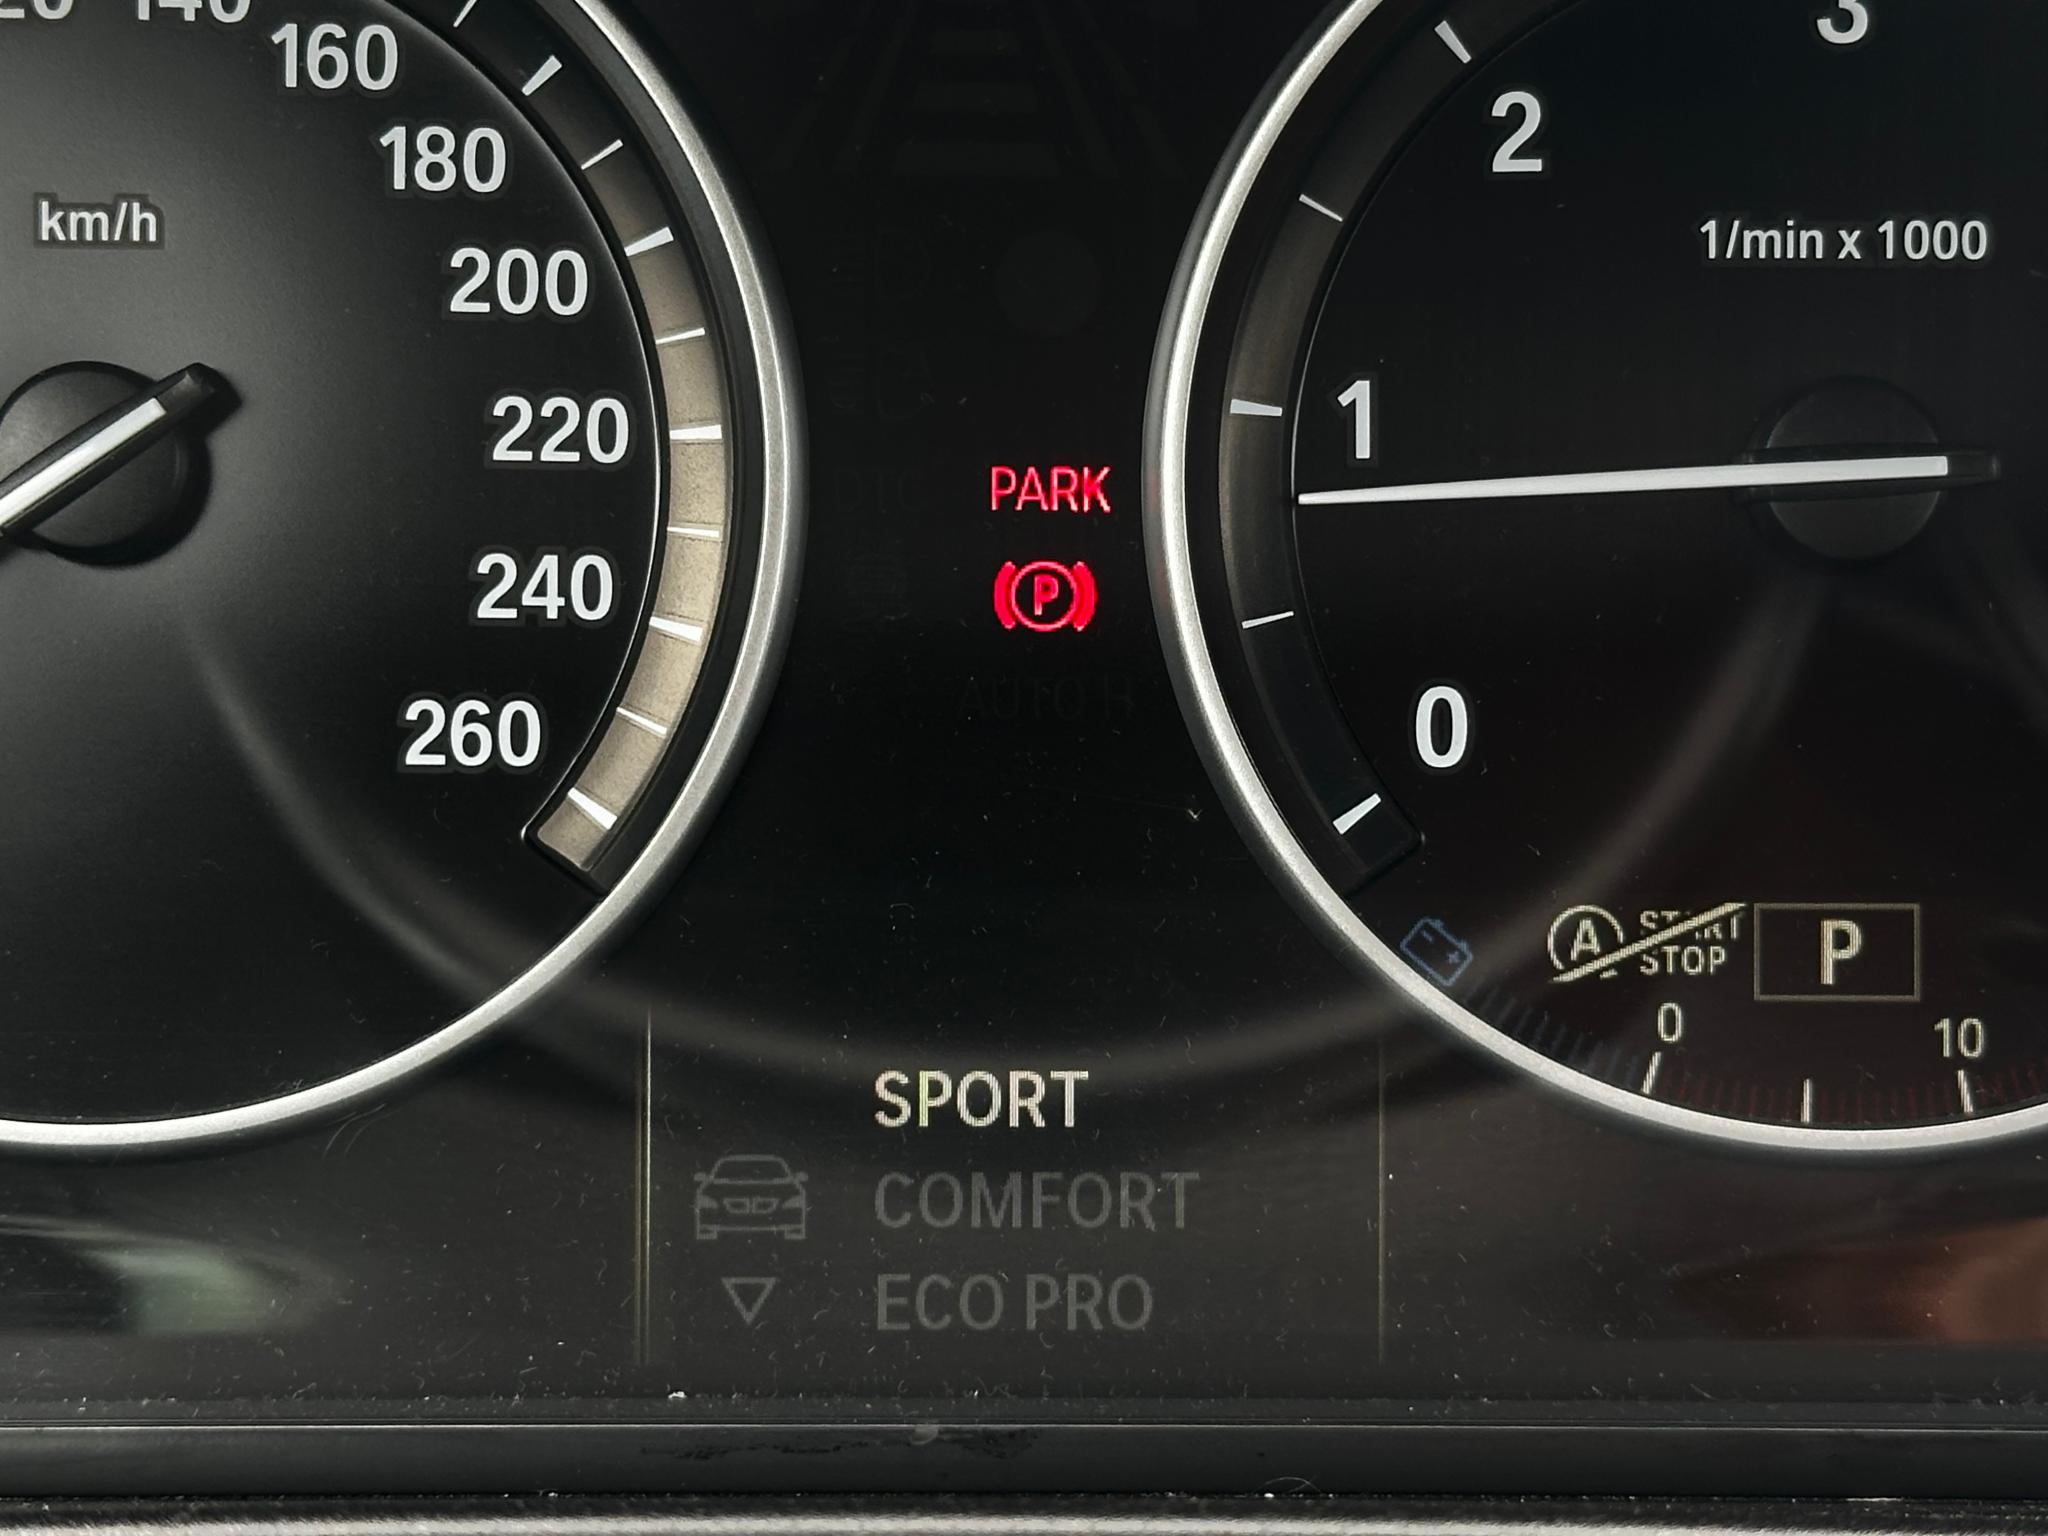 160
180
km/h
200
220
240
260
3
2
1/min x 1000
1
0
PARK
P
AUTO H
A START
STOP
P
0
10
SPORT
COMFORT
ECO PRO